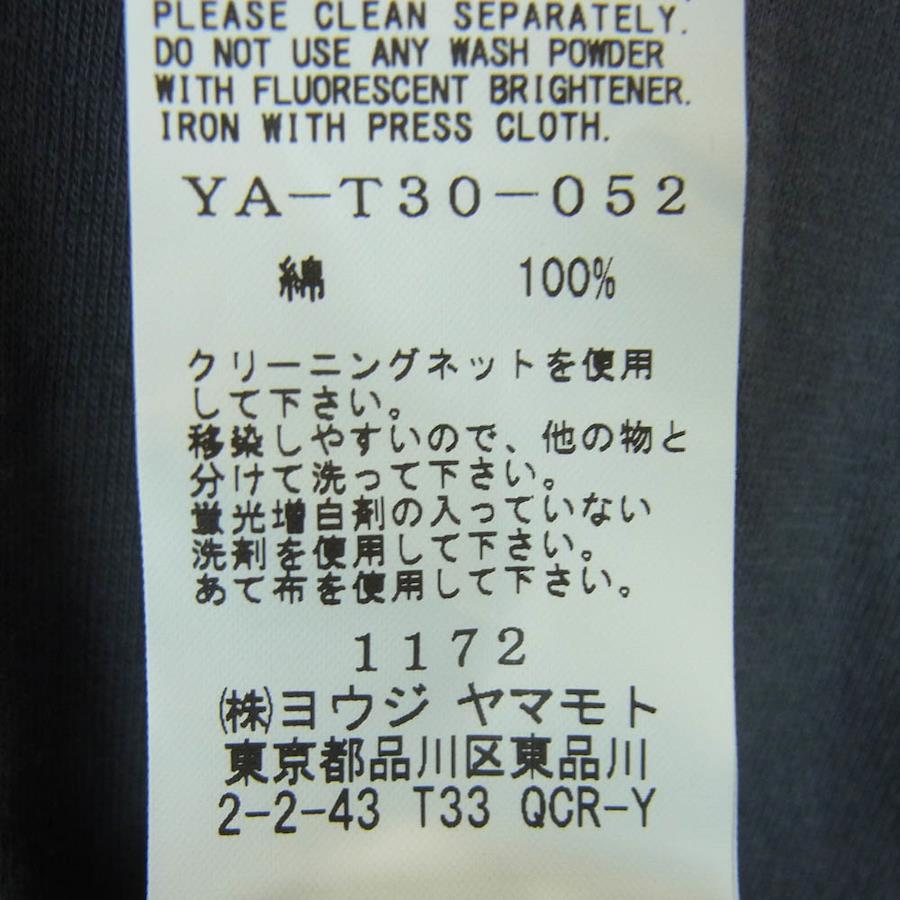 PLEASE CLEAN SEPARATELY.
DO NOT USE ANY WASH POWDER
WITH FLUORESCENT BRIGHTENER.
IRON WITH PRESS CLOTH.
YA-T30-052
綿 100%
クリーニングネットを使用
して下さい。
移染しやすいので、他の物と
分けて洗って下さい。
蛍光増白剤の入っていない
洗剤を使用して下さい。
あて布を使用して下さい。
1172
㈱ヨウジ ヤマモト
東京都品川区東品川
2-2-43 T33 QCR-Y